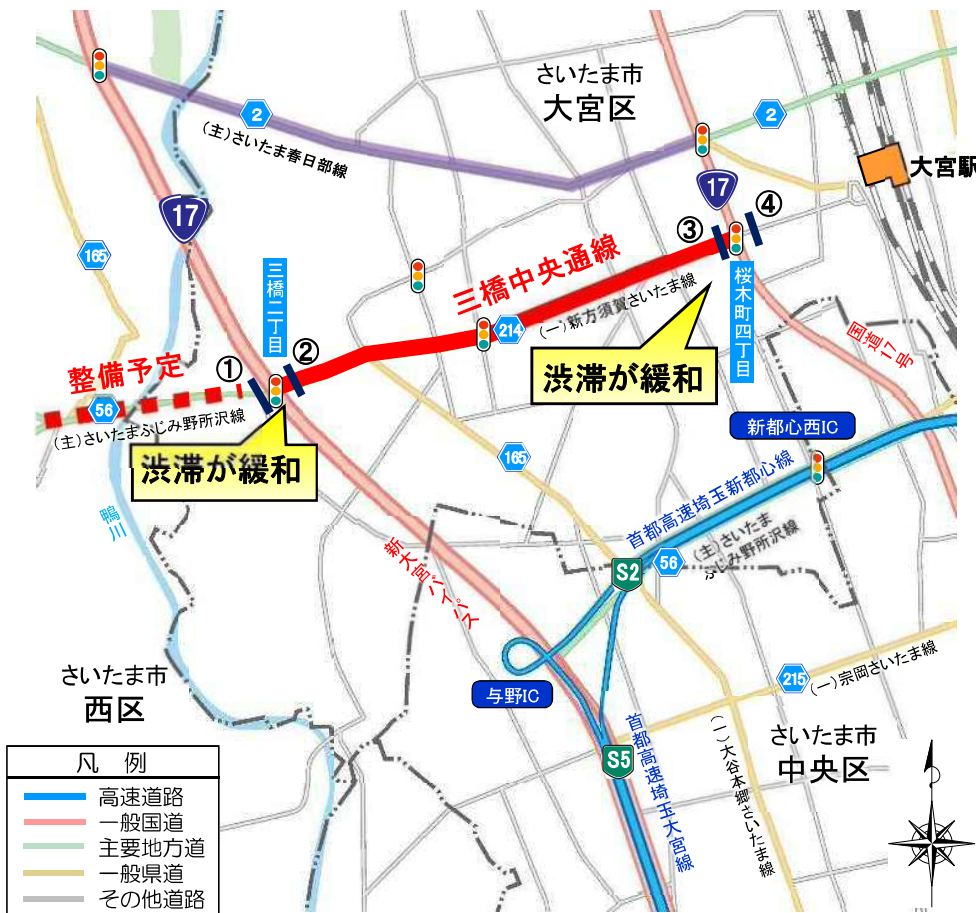 さいたま市
大宮区
2
2
(主)さいたま春日部線
大宮駅
17
17
③
④
165
三橋中央通線
三橋二丁目
214
(一)新方須賀さいたま線
桜木町四丁目
国道17号
整備予定
①
②
渋滞が緩和
56
(主)さいたまふじみ野所沢線
新都心西IC
渋滞が緩和
165
首都高速埼玉新都心線
鴨川
(主)さいたま
ふじみ野所沢線
新大宮バイパス
S2
56
さいたま市
西区
与野IC
215
(一)宗岡さいたま線
S5
首都高速埼玉大宮線
(一)大谷本郷さいたま線
さいたま市
中央区
凡 例
高速道路
一般国道
主要地方道
一般県道
その他道路